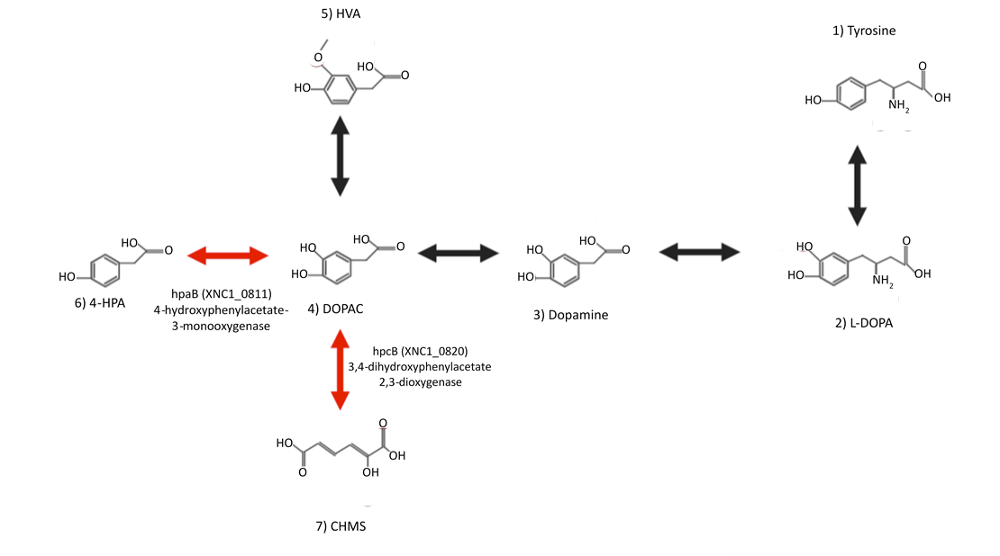 5) HVA
O
HO
O
HO
1) Tyrosine
O
HO
OH
NH2
HO
O
HO
6) 4-HPA
hpaB (XNC1_0811)
4-hydroxyphenylacetate-
3-monooxygenase
HO
HO
O
HO
4) DOPAC
HO
HO
O
HO
3) Dopamine
HO
O
HO
OH
NH2
2) L-DOPA
hpcB (XNC1_0820)
3,4-dihydroxyphenylacetate
2,3-dioxygenase
O
HO
OH
O
OH
7) CHMS